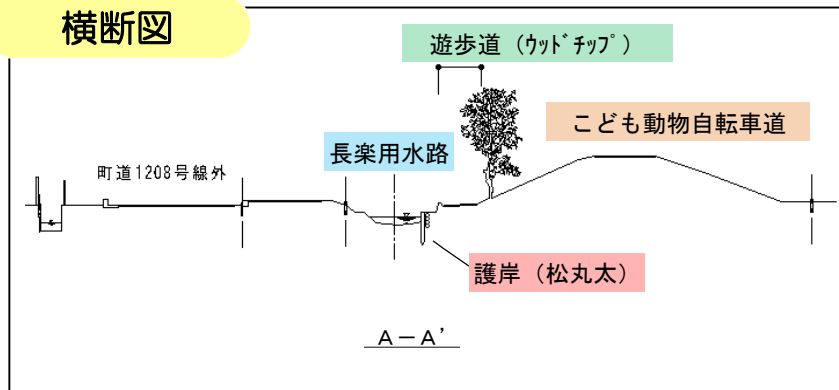 横断図
遊歩道（ｳｯﾄﾞﾁｯﾌﾟ）
こども動物自転車道
長楽用水路
町道1208号線外
護岸（松丸太）
A－A'